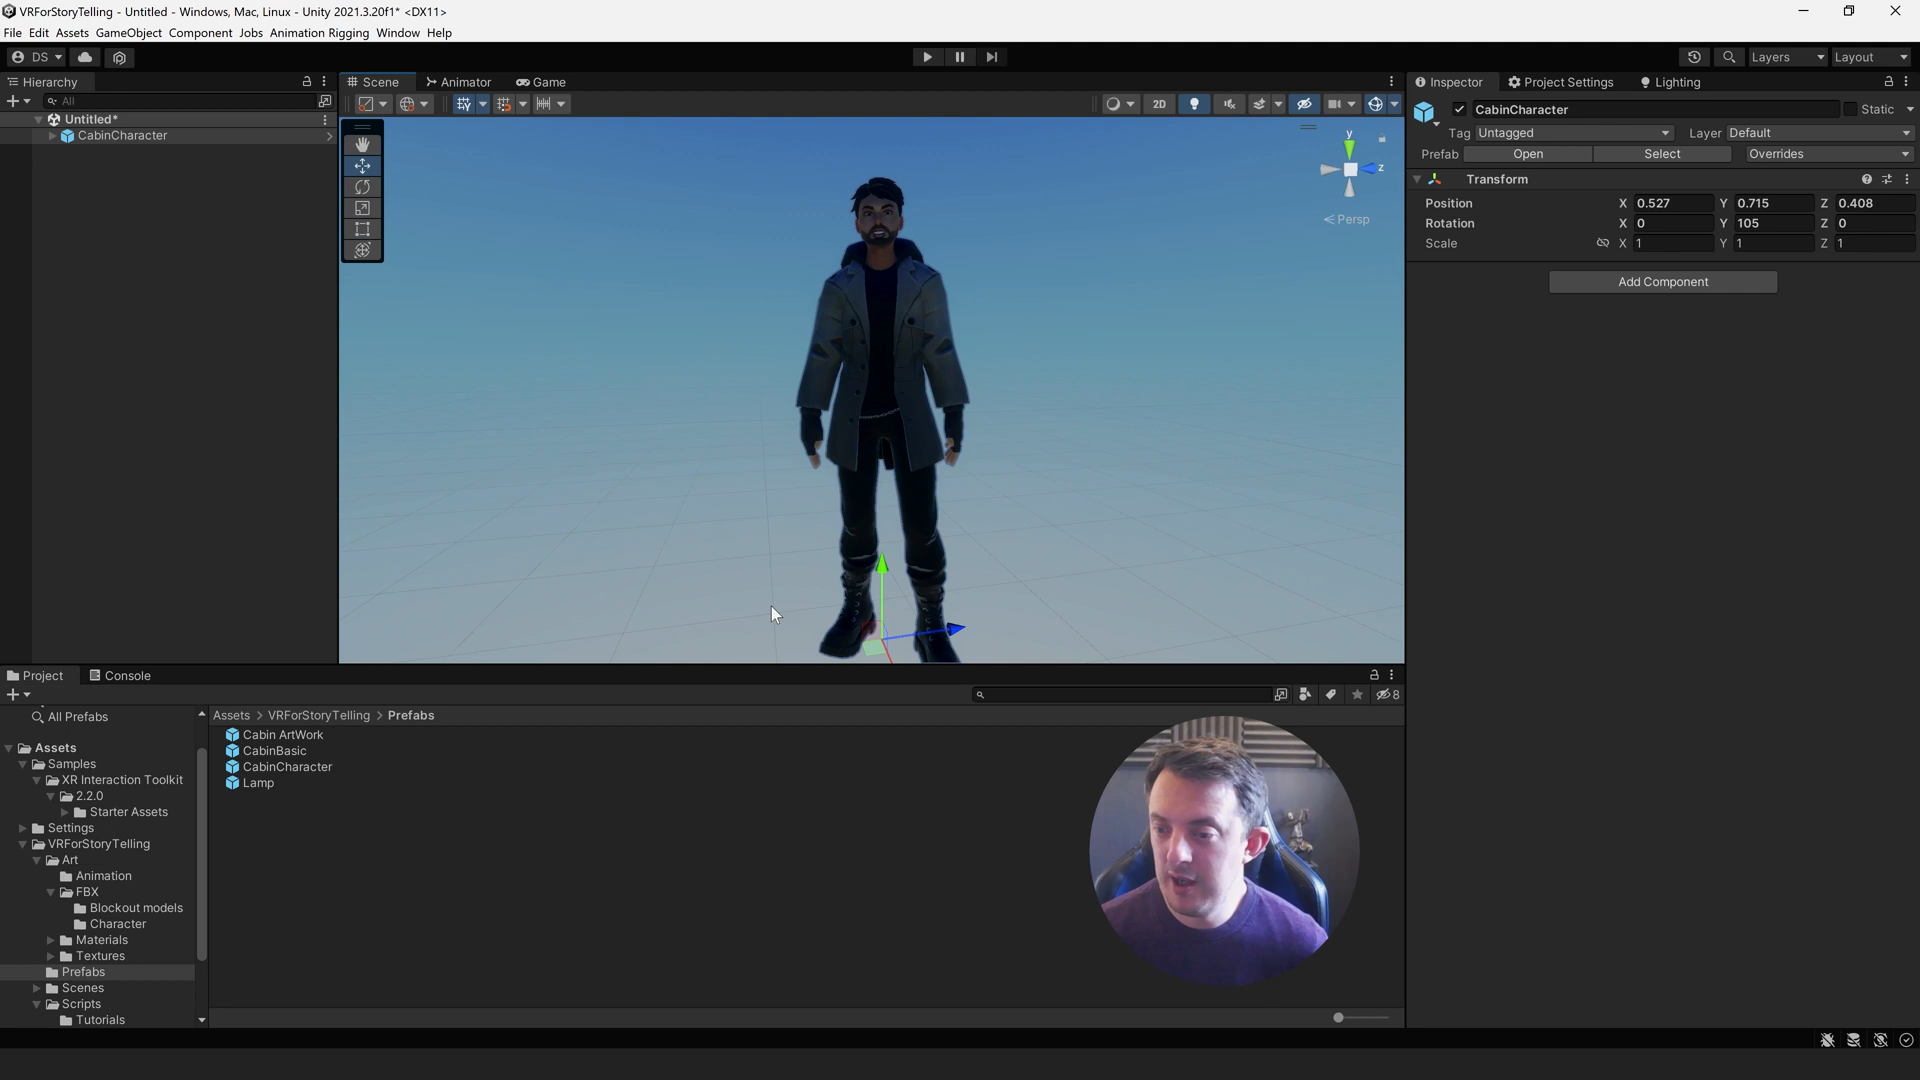 VRForStoryTelling - Untitled - Windows, Mac, Linux - Unity 2021.3.20f1* <DX11>
File Edit Assets GameObject Component Jobs Animation Rigging Window Help
DS Layers Layout
Hierarchy Scene Animator Game Inspector Project Settings Lighting
All 2D CabinCharacter Static
Untitled*
CabinCharacter
Tag Untagged Layer Default
Prefab Open Select Overrides
y
z
Persp
Transform
Position X 0.527 Y 0.715 Z 0.408
Rotation X 0 Y 105 Z 0
Scale X 1 Y 1 Z 1
Add Component
Project Console
8
All Prefabs
Assets > VRForStoryTelling > Prefabs
Cabin ArtWork
CabinBasic
CabinCharacter
Lamp
Assets
Samples
XR Interaction Toolkit
2.2.0
Starter Assets
Settings
VRForStoryTelling
Art
Animation
FBX
Blockout models
Character
Materials
Textures
Prefabs
Scenes
Scripts
Tutorials